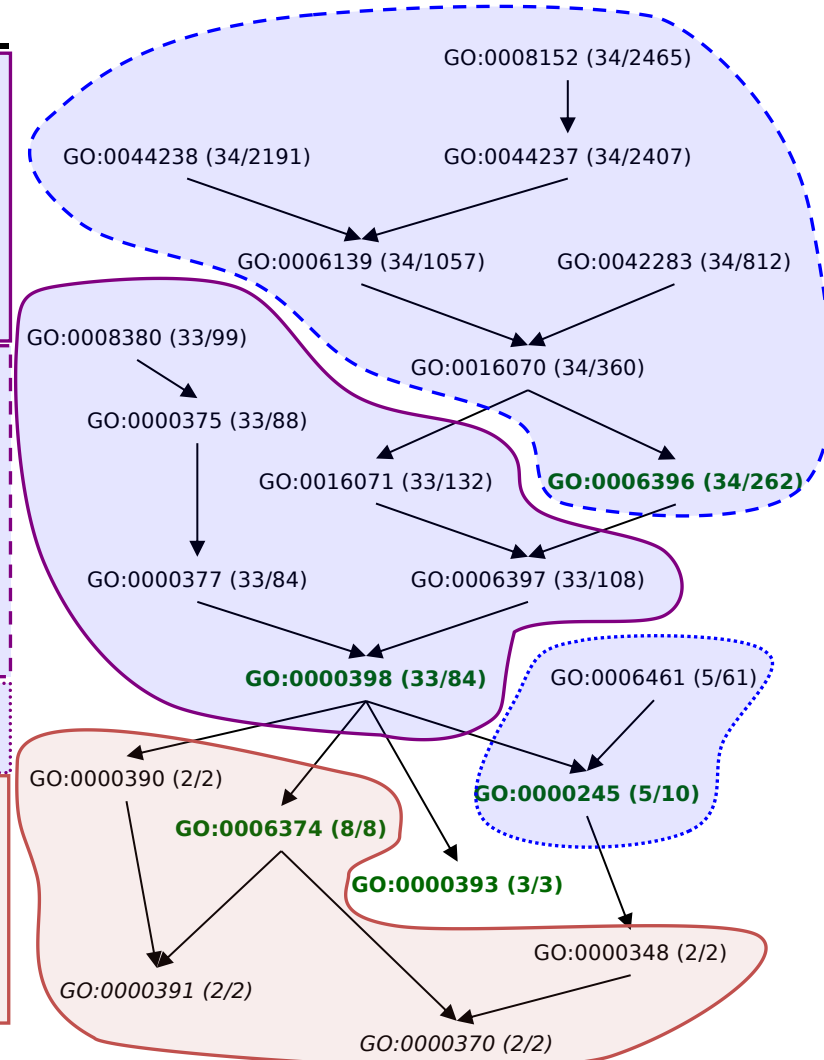 GO:0008152 (34/2465)
GO:0044238 (34/2191)
GO:0044237 (34/2407)
GO:0006139 (34/1057)
GO:0042283 (34/812)
GO:0008380 (33/99)
GO:0016070 (34/360)
GO:0000375 (33/88)
GO:0016071 (33/132)
GO:0006396 (34/262)
GO:0000377 (33/84)
GO:0006397 (33/108)
GO:0000398 (33/84)
GO:0006461 (5/61)
GO:0000390 (2/2)
GO:0000245 (5/10)
GO:0006374 (8/8)
GO:0000393 (3/3)
GO:0000348 (2/2)
GO:0000391 (2/2)
GO:0000370 (2/2)